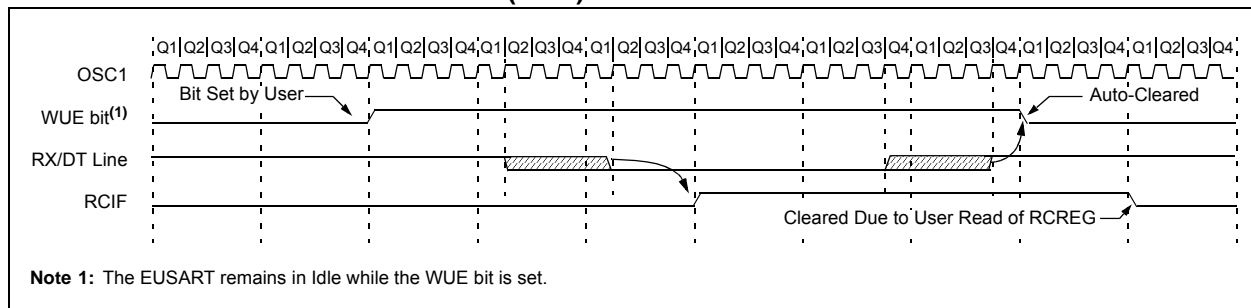 Q1 Q2 Q3 Q4 Q1 Q2 Q3 Q4 Q1 Q2 Q3 Q4 Q1 Q2 Q3 Q4 Q1 Q2 Q3 Q4 Q1 Q2 Q3 Q4 Q1 Q2 Q3 Q4 Q1 Q2 Q3 Q4 Q1 Q2 Q3 Q4 Q1 Q2 Q3 Q4
OSC1
Bit Set by User
Auto-Cleared
WUE bit(1)
RX/DT Line
RCIF
Cleared Due to User Read of RCREG
Note 1: The EUSART remains in Idle while the WUE bit is set.